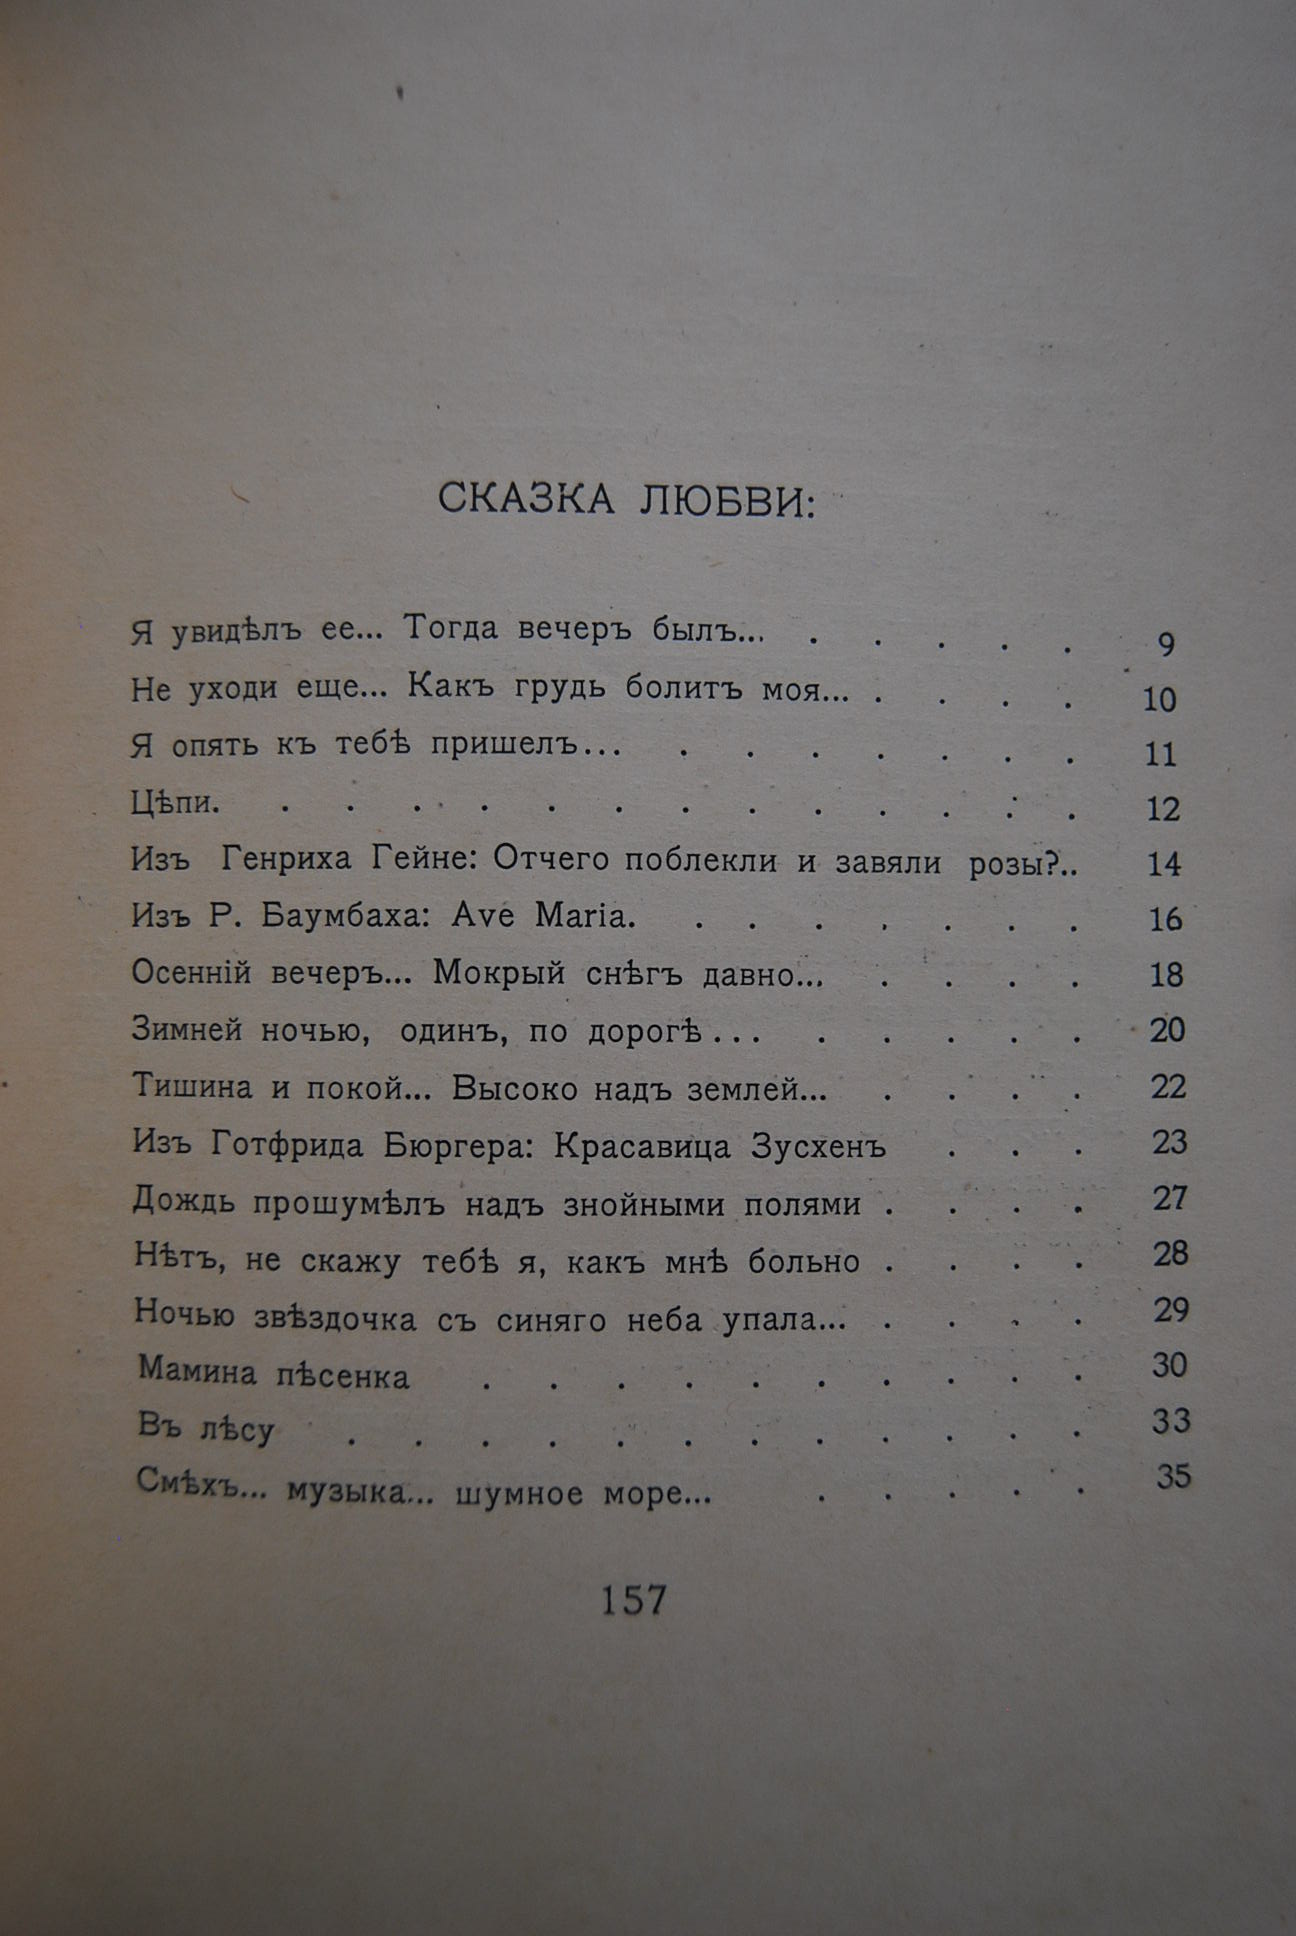 СКАЗКА ЛЮБВИ:
Я увидѣлъ ее... Тогда вечеръ былъ... . . . . . 9
Не уходи еще... Какъ грудь болитъ моя... . . . . 10
Я опять къ тебѣ пришелъ... . . . . . . . 11
Цѣпи. . . . . . . . . . . . . . 12
Изъ Генриха Гейне: Отчего поблекли и завяли розы?.. 14
Изъ Р. Баумбаха: Ave Maria. . . . . . . . 16
Осенній вечеръ... Мокрый снѣгъ давно... . . . . 18
Зимней ночью, одинъ, по дорогѣ... . . . . . 20
Тишина и покой... Высоко надъ землей... . . . . 22
Изъ Готфрида Бюргера: Красавица Зусхенъ . . . 23
Дождь прошумѣлъ надъ знойными полями . . . . 27
Нѣтъ, не скажу тебѣ я, какъ мнѣ больно . . . . 28
Ночью звѣздочка съ синяго неба упала... . . . . 29
Мамина пѣсенка . . . . . . . . . . 30
Въ лѣсу . . . . . . . . . . . . 33
Смѣхъ... музыка... шумное море... . . . . . 35
157